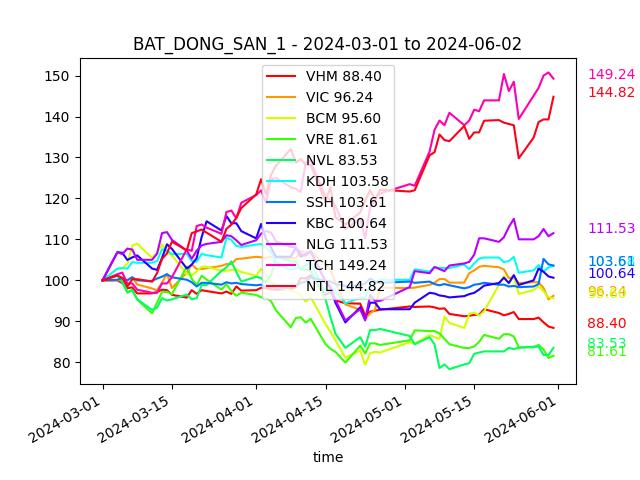 BAT_DONG_SAN_1 - 2024-03-01 to 2024-06-02
150
140
130
120
110
100
90
80
VHM 88.40
VIC 96.24
BCM 95.60
VRE 81.61
NVL 83.53
KDH 103.58
SSH 103.61
KBC 100.64
NLG 111.53
TCH 149.24
NTL 144.82
149.24
144.82
111.53
103.61
100.64
96.24
88.40
83.53
81.61
2024-03-01
2024-03-15
2024-04-01
2024-04-15
2024-05-01
2024-05-15
2024-06-01
time